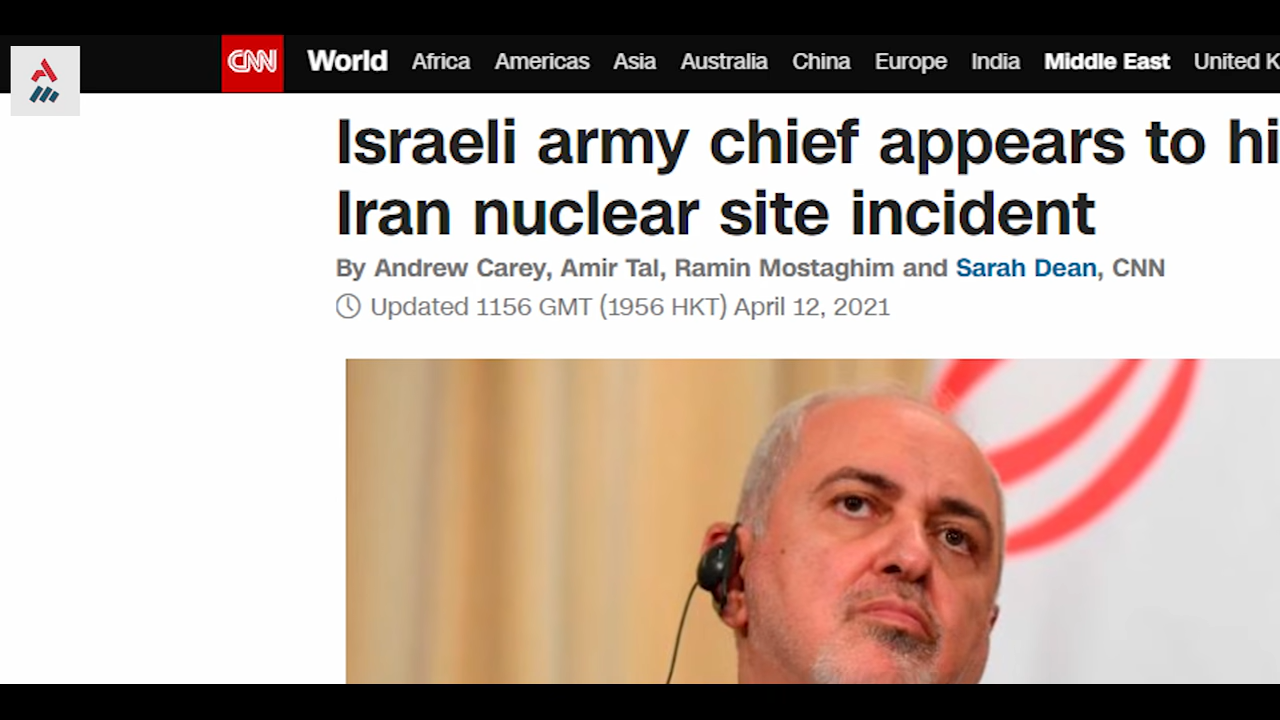 CNN World Africa Americas Asia Australia China Europe India Middle East United K
Israeli army chief appears to hi
Iran nuclear site incident
By Andrew Carey, Amir Tal, Ramin Mostaghim and Sarah Dean, CNN
Updated 1156 GMT (1956 HKT) April 12, 2021